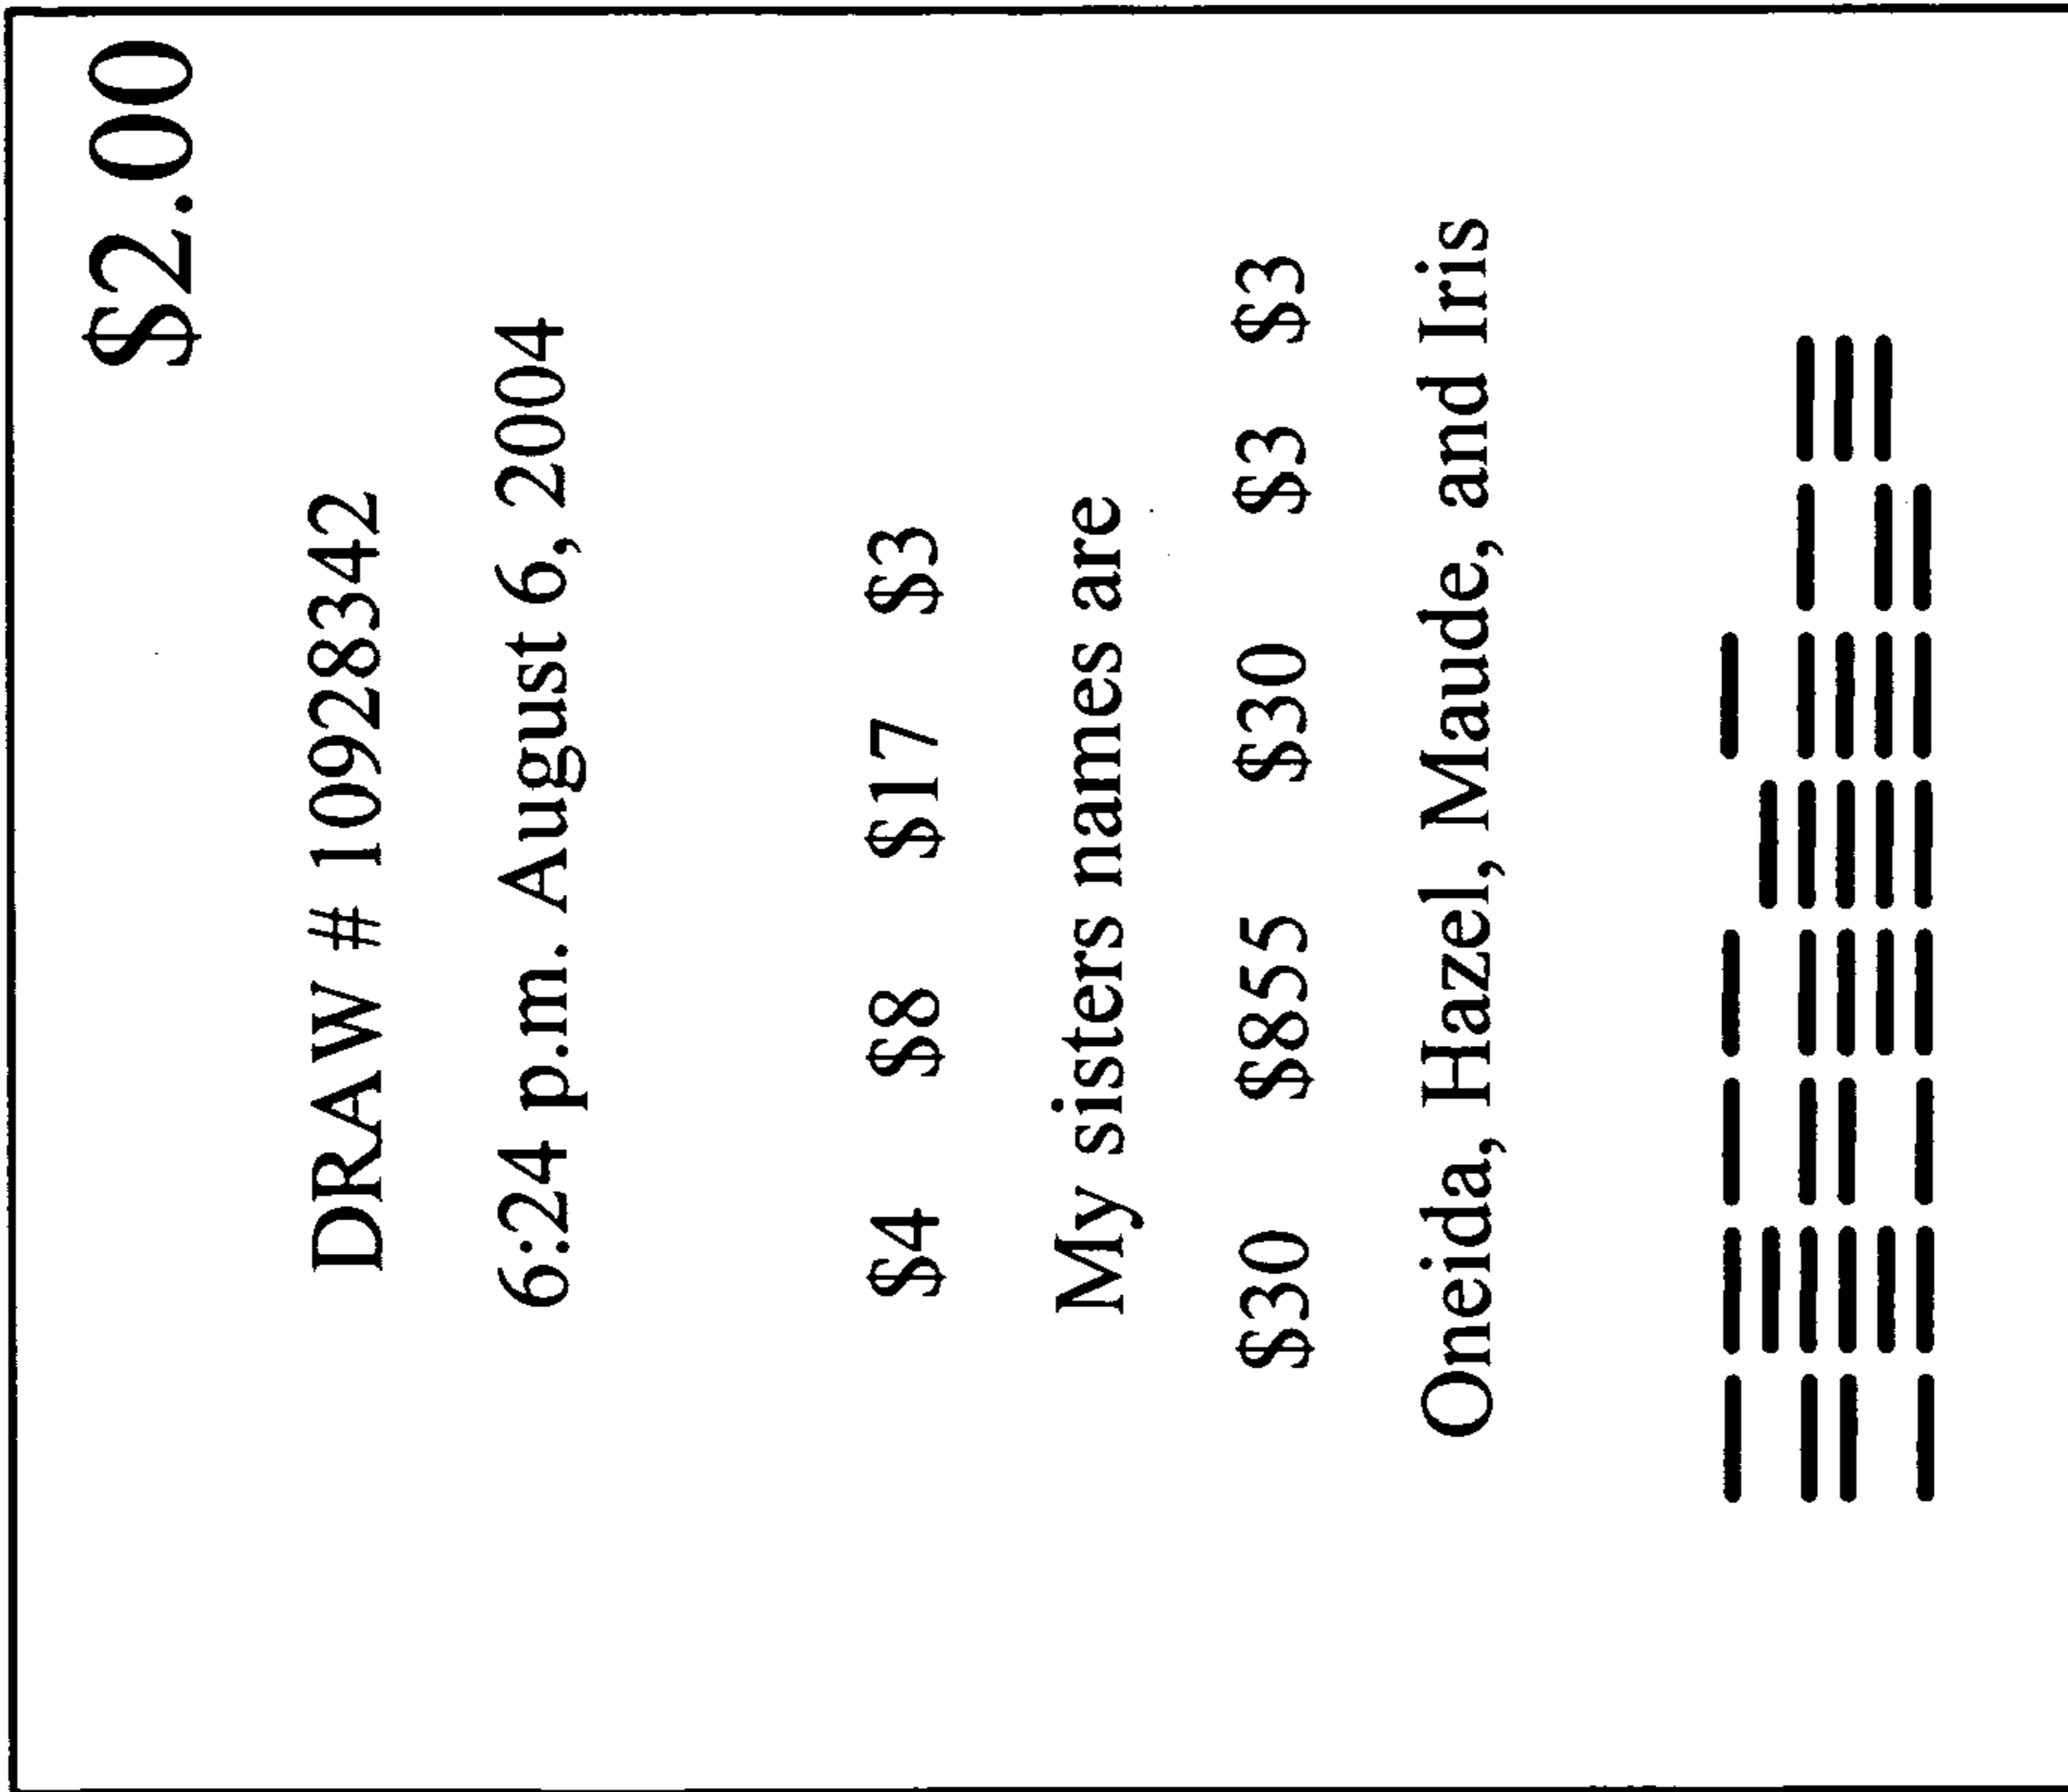 $2.00
DRAW # 10928342
6:24 p.m. August 6, 2004
$4 $8 $17 $3
My sisters names are
$30 $855 $30 $3 $3
Oneida, Hazel, Maude, and Iris